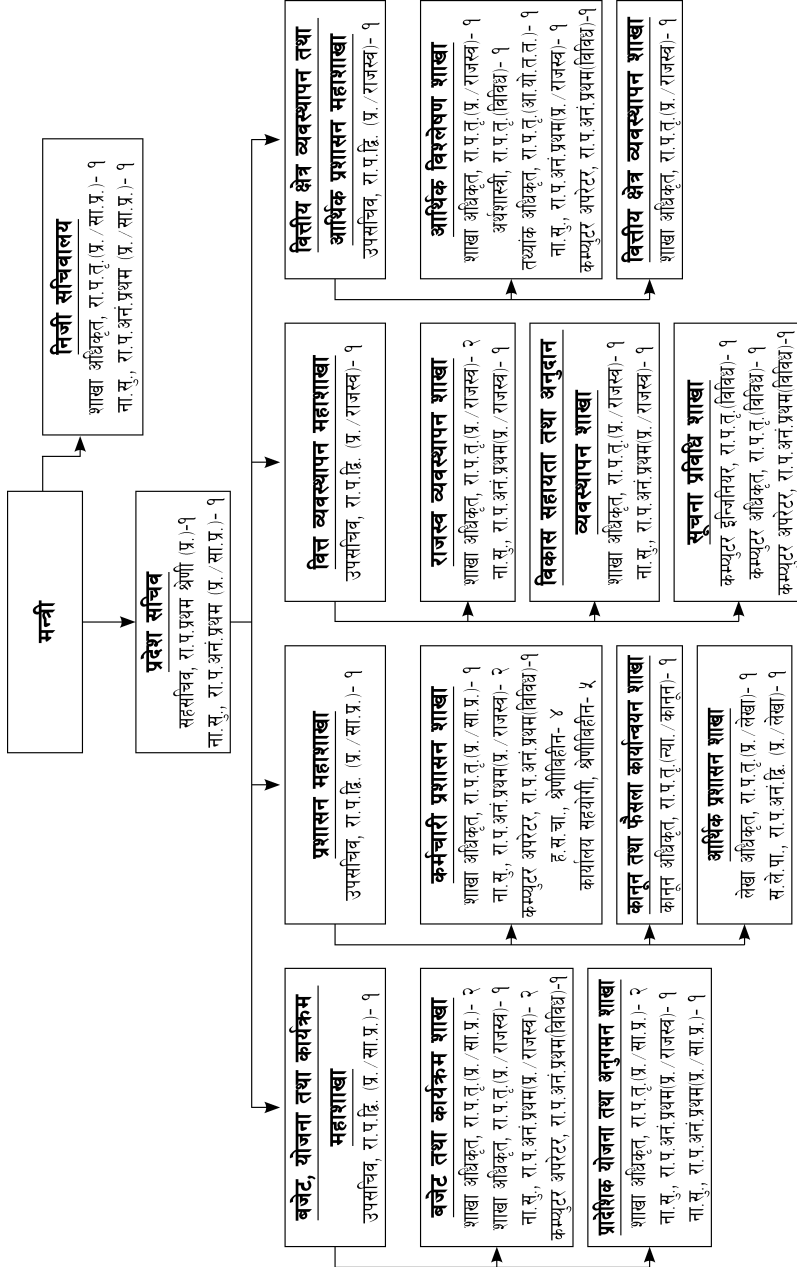 मन्त्री
निजी सचिवालय
शाखा अधिकृत, रा.प.तृ.(प्र./सा.प्र.)- १
ना.सु., रा.प.अनं.प्रथम (प्र./सा.प्र.)- १
प्रदेश सचिव
सहसचिव, रा.प.प्रथम श्रेणी (प्र.)-१
ना.सु., रा.प.अनं.प्रथम (प्र./सा.प्र.)- १
बजेट, योजना तथा कार्यक्रम
महाशाखा
उपसचिव, रा.प.द्वि. (प्र./सा.प्र.)- १
बजेट तथा कार्यक्रम शाखा
शाखा अधिकृत, रा.प.तृ.(प्र./सा.प्र.)- २
शाखा अधिकृत, रा.प.तृ.(प्र./राजस्व)- १
ना.सु., रा.प.अनं.प्रथम(प्र./राजस्व)- २
कम्प्युटर अपरेटर, रा.प.अनं.प्रथम(विविध)-१
प्रादेशिक योजना तथा अनुगमन शाखा
शाखा अधिकृत, रा.प.तृ.(प्र./सा.प्र.)- २
ना.सु., रा.प.अनं.प्रथम(प्र./राजस्व)- १
ना.सु., रा.प.अनं.प्रथम(प्र./सा.प्र.)- १
प्रशासन महाशाखा
उपसचिव, रा.प.द्वि. (प्र./सा.प्र.)- १
कर्मचारी प्रशासन शाखा
शाखा अधिकृत, रा.प.तृ.(प्र./सा.प्र.)- १
ना.सु., रा.प.अनं.प्रथम(प्र./राजस्व)- २
कम्प्युटर अपरेटर, रा.प.अनं.प्रथम(विविध)-१
ह.स.चा., श्रेणीविहीन- ४
कार्यालय सहयोगी, श्रेणीविहीन- ५
कानून तथा फैसला कार्यान्वयन शाखा
कानून अधिकृत, रा.प.तृ.(न्या./कानून)- १
आर्थिक प्रशासन शाखा
लेखा अधिकृत, रा.प.तृ.(प्र./लेखा)- १
स.ले.पा., रा.प.अनं.द्वि. (प्र./लेखा)- १
वित्त व्यवस्थापन महाशाखा
उपसचिव, रा.प.द्वि. (प्र./राजस्व)- १
राजस्व व्यवस्थापन शाखा
शाखा अधिकृत, रा.प.तृ.(प्र./राजस्व)- २
ना.सु., रा.प.अनं.प्रथम(प्र./राजस्व)- १
विकास सहायता तथा अनुदान
व्यवस्थापन शाखा
शाखा अधिकृत, रा.प.तृ.(प्र./राजस्व)- १
ना.सु., रा.प.अनं.प्रथम(प्र./राजस्व)- १
सूचना प्रविधि शाखा
कम्प्युटर इन्जिनियर, रा.प.तृ.(विविध)- १
कम्प्युटर अधिकृत, रा.प.तृ.(विविध)- १
कम्प्युटर अपरेटर, रा.प.अनं.प्रथम(विविध)-१
वित्तीय क्षेत्र व्यवस्थापन तथा
आर्थिक प्रशासन महाशाखा
उपसचिव, रा.प.द्वि. (प्र./राजस्व)- १
आर्थिक विश्लेषण शाखा
शाखा अधिकृत, रा.प.तृ.(प्र./राजस्व)- १
अर्थशास्त्री, रा.प.तृ.(विविध)- १
तथ्यांक अधिकृत, रा.प.तृ.(आ.यो.त.त.)- १
ना.सु., रा.प.अनं.प्रथम(प्र./राजस्व)- १
कम्प्युटर अपरेटर, रा.प.अनं.प्रथम(विविध)-१
वित्तीय क्षेत्र व्यवस्थापन शाखा
शाखा अधिकृत, रा.प.तृ.(प्र./राजस्व)- १